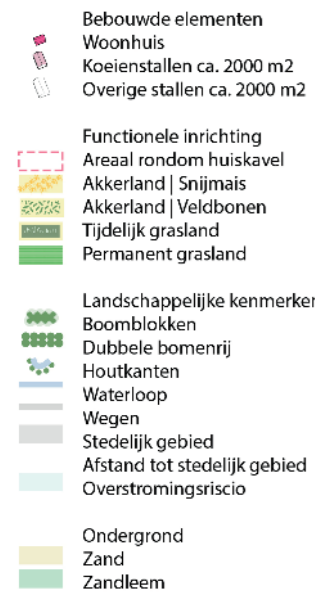 Bebouwde elementen
Woonhuis
Koeienstallen ca. 2000 m2
Overige stallen ca. 2000 m2
Functionele inrichting
Areaal rondom huiskavel
Akkerland | Snijmais
Akkerland | Veldbonen
Tijdelijk grasland
Permanent grasland
Landschappelijke kenmerken
Boomblokken
Dubbele bomenrij
Houtkanten
Waterloop
Wegen
Stedelijk gebied
Afstand tot stedelijk gebied
Overstromingsriscio
Ondergrond
Zand
Zandleem